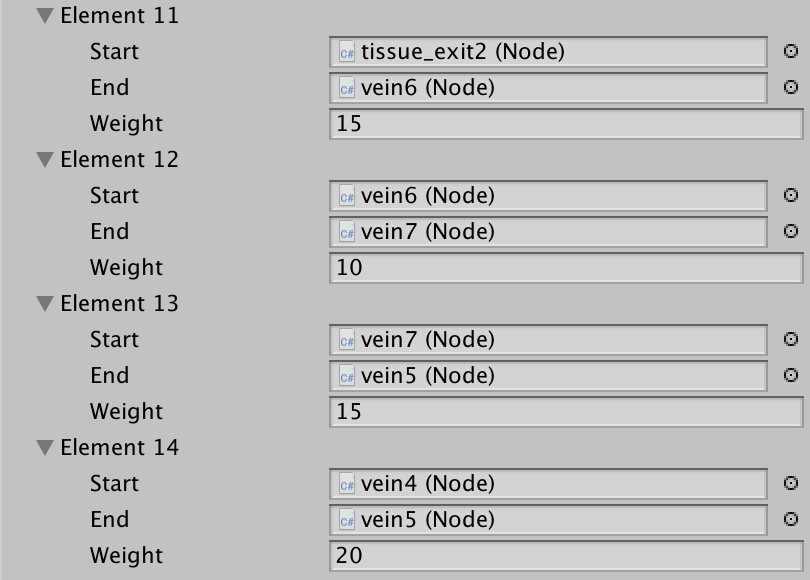 Element 11
Start C# tissue_exit2 (Node)
End C# vein6 (Node)
Weight 15
Element 12
Start C# vein6 (Node)
End C# vein7 (Node)
Weight 10
Element 13
Start C# vein7 (Node)
End C# vein5 (Node)
Weight 15
Element 14
Start C# vein4 (Node)
End C# vein5 (Node)
Weight 20